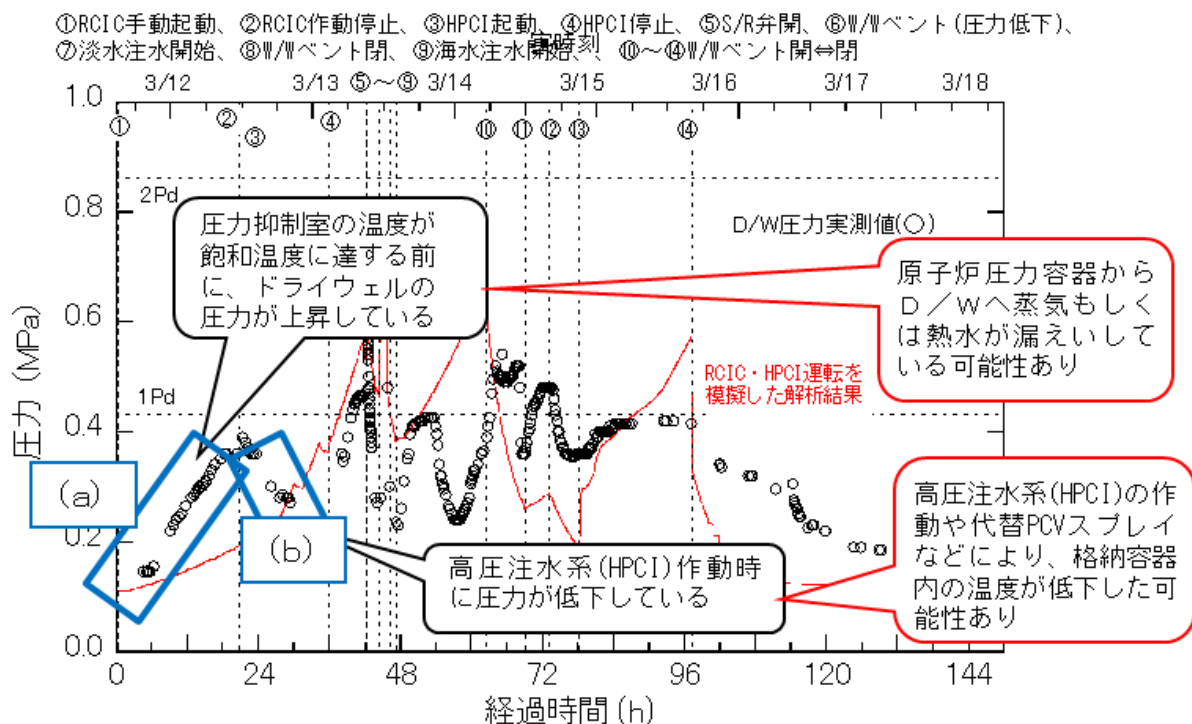 ①RCIC手動起動、②RCIC作動停止、③HPCI起動、④HPCI停止、⑤S/R弁開、⑥W/Wベント(圧力低下)、
⑦淡水注水開始、⑧W/Wベント閉、⑨海水注水開始、、⑩～⑭W/Wベント開⇔閉
実時刻
3/12 3/13 ⑤～⑨ 3/14 3/15 3/16 3/17 3/18
① ② ③ ④ ⑩ ⑪ ⑫ ⑬ ⑭
1.0
0.8
0.6
0.4
0.2
0.0
圧力(MPa)
2Pd
1Pd
圧力抑制室の温度が
飽和温度に達する前
に、ドライウェルの
圧力が上昇している
D/W圧力実測値(○)
原子炉圧力容器から
D/Wへ蒸気もしく
は熱水が漏えいして
いる可能性あり
RCIC・HPCI運転を
模擬した解析結果
(a)
(b)
高圧注水系(HPCI)作動時
に圧力が低下している
高圧注水系(HPCI)の作
動や代替PCVスプレイ
などにより、格納容器
内の温度が低下した可
能性あり
0 24 48 72 96 120 144
経過時間(h)